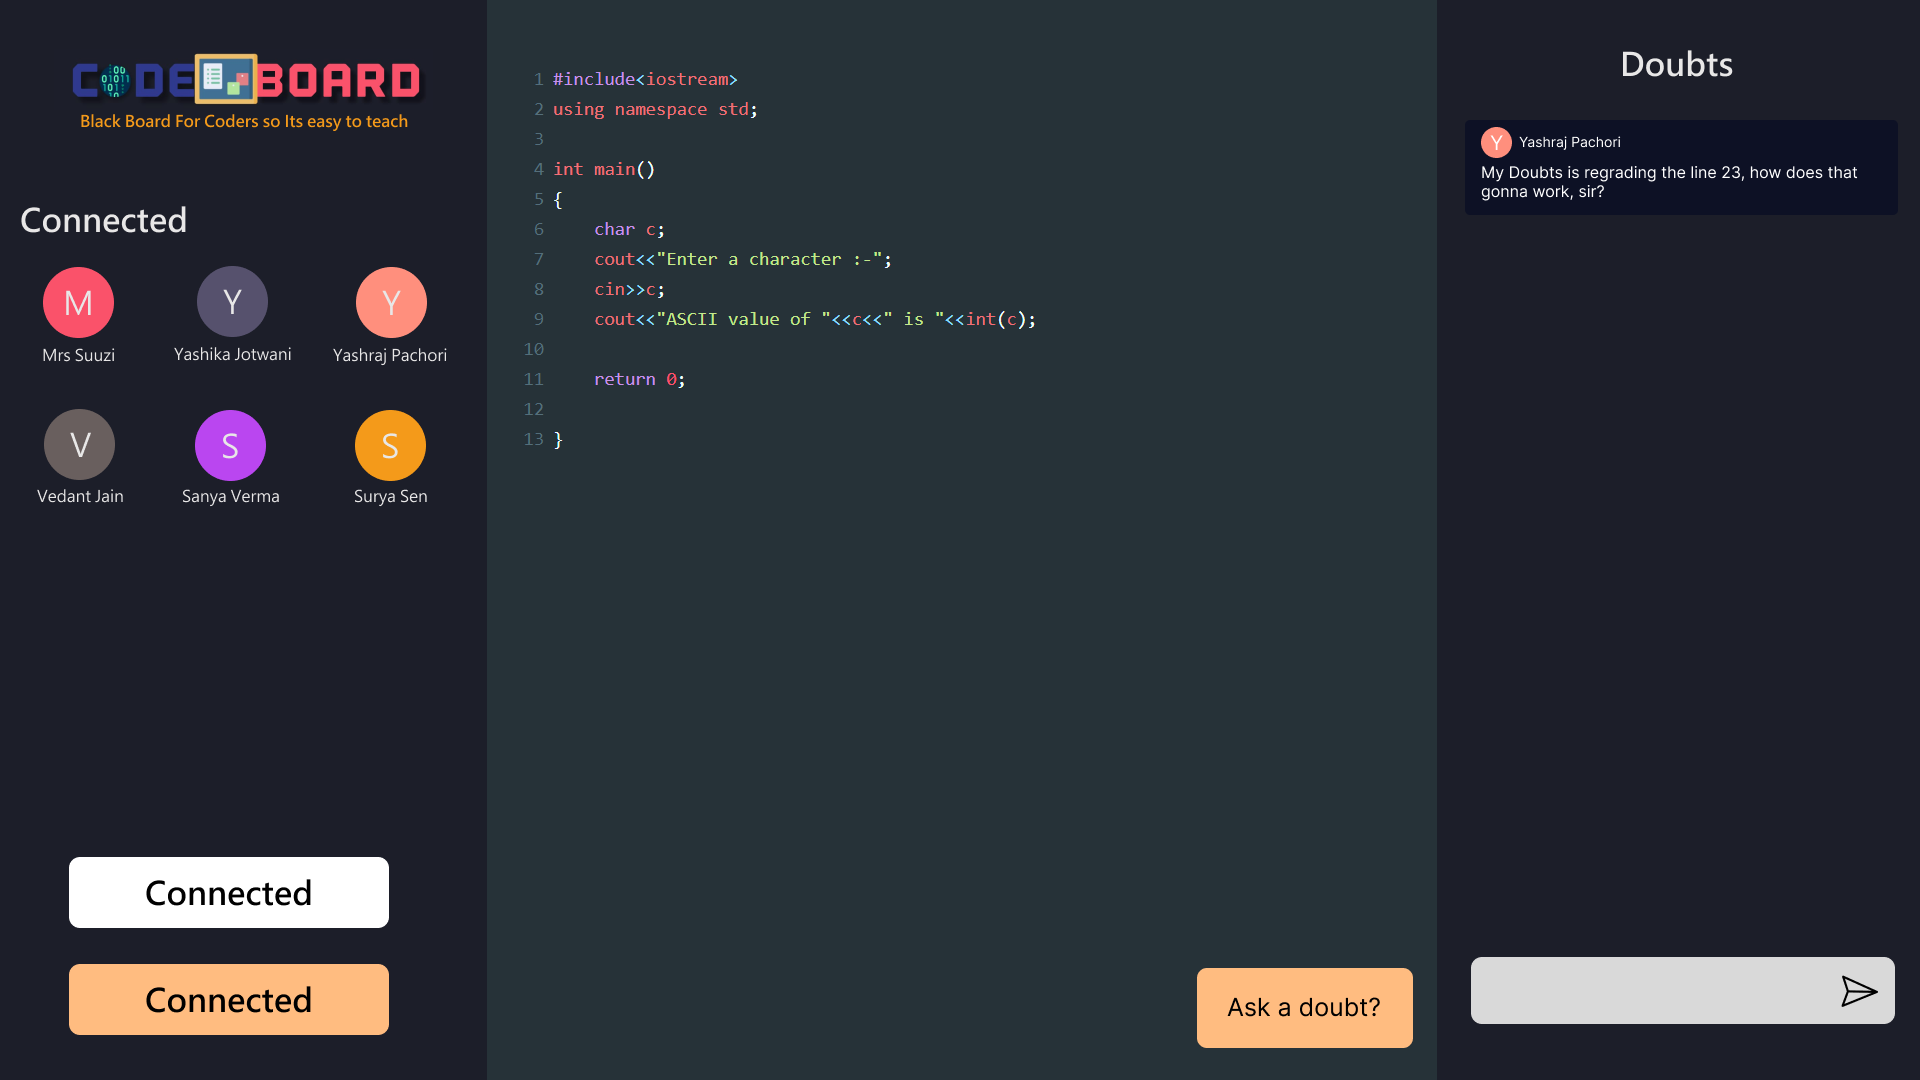 CODE BOARD
Black Board For Coders so Its easy to teach
Connected
M
Y
Y
Mrs Suuzi
Yashika Jotwani
Yashraj Pachori
V
S
S
Vedant Jain
Sanya Verma
Surya Sen
Connected
Connected
1 #include<iostream>
2 using namespace std;
3
4 int main()
5 {
6     char c;
7     cout<<"Enter a character :-";
8     cin>>c;
9     cout<<"ASCII value of "<<c<<" is "<<int(c);
10
11     return 0;
12
13 }
Ask a doubt?
Doubts
Y Yashraj Pachori
My Doubts is regrading the line 23, how does that
gonna work, sir?